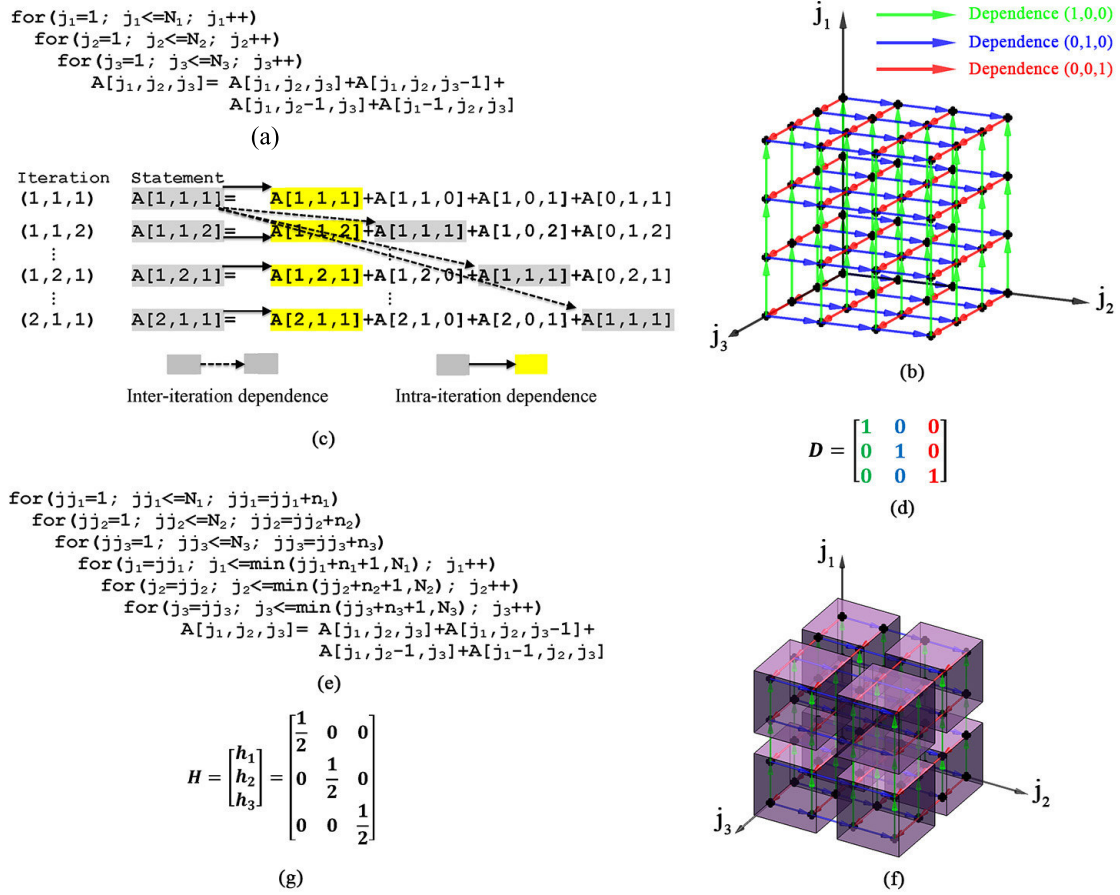 for(j₁=1; j₁<=N₁; j₁++)
for(j₂=1; j₂<=N₂; j₂++)
for(j₃=1; j₃<=N₃; j₃++)
A[j₁,j₂,j₃]= A[j₁,j₂,j₃]+A[j₁,j₂,j₃-1]+
A[j₁,j₂-1,j₃]+A[j₁-1,j₂,j₃]
(a)
j₁
Dependence (1,0,0)
Dependence (0,1,0)
Dependence (0,0,1)
j₂
j₃
(b)
Iteration Statement
(1,1,1) A[1,1,1]= A[1,1,1]+A[1,1,0]+A[1,0,1]+A[0,1,1]
(1,1,2) A[1,1,2]= A[1,1,2]+A[1,1,1]+A[1,0,2]+A[0,1,2]
⋮ ⋮
(1,2,1) A[1,2,1]= A[1,2,1]+A[1,2,0]+A[1,1,1]+A[0,2,1]
⋮ ⋮
(2,1,1) A[2,1,1]= A[2,1,1]+A[2,1,0]+A[2,0,1]+A[1,1,1]
Inter-iteration dependence Intra-iteration dependence
(c)
D = [1 0 0
0 1 0
0 0 1]
(d)
for(jj₁=1; jj₁<=N₁; jj₁=jj₁+n₁)
for(jj₂=1; jj₂<=N₂; jj₂=jj₂+n₂)
for(jj₃=1; jj₃<=N₃; jj₃=jj₃+n₃)
for(j₁=jj₁; j₁<=min(jj₁+n₁+1,N₁); j₁++)
for(j₂=jj₂; j₂<=min(jj₂+n₂+1,N₂); j₂++)
for(j₃=jj₃; j₃<=min(jj₃+n₃+1,N₃); j₃++)
A[j₁,j₂,j₃]= A[j₁,j₂,j₃]+A[j₁,j₂,j₃-1]+
A[j₁,j₂-1,j₃]+A[j₁-1,j₂,j₃]
(e)
j₁
j₂
j₃
(f)
H = [h₁ h₂ h₃] = [1/2 0 0
0 1/2 0
0 0 1/2]
(g)